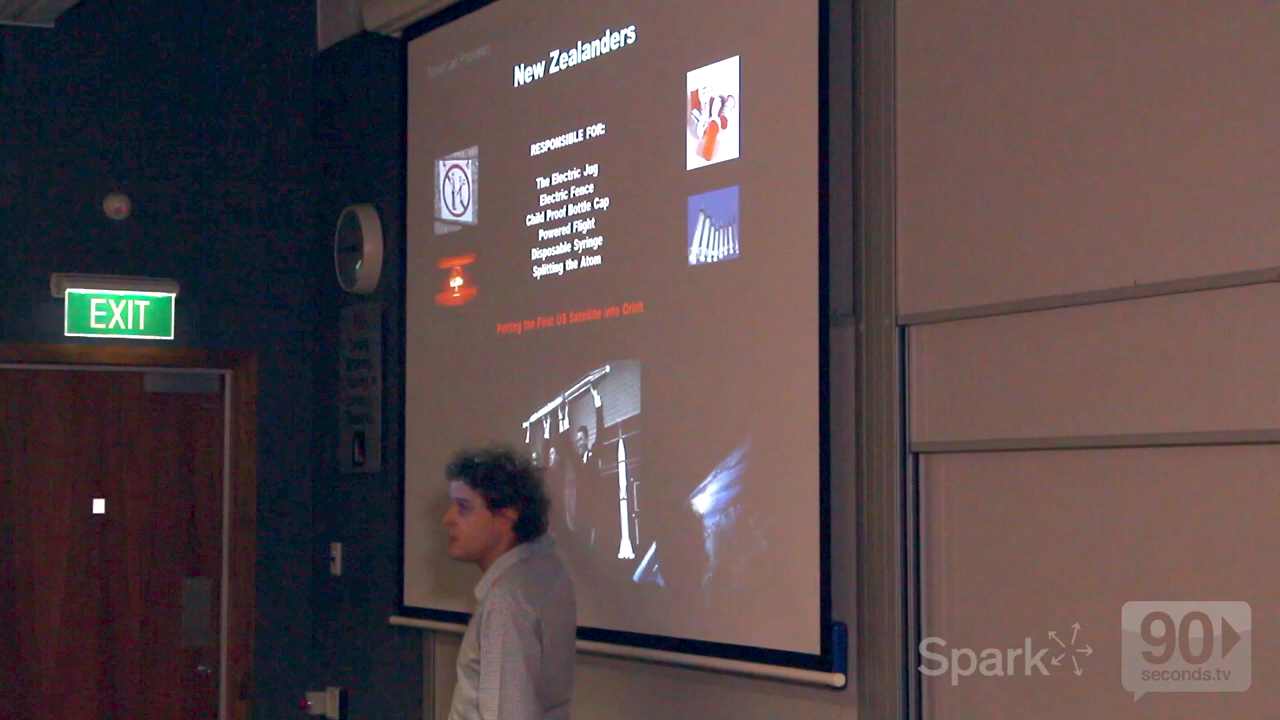 New Zealanders
RESPONSIBLE FOR:
The Electric Jug
Electric Fence
Child Proof Bottle Cap
Powered Flight
Disposable Syringe
Splitting the Atom
Putting the First US Satellite into Orbit
EXIT
Spark
90
seconds.tv